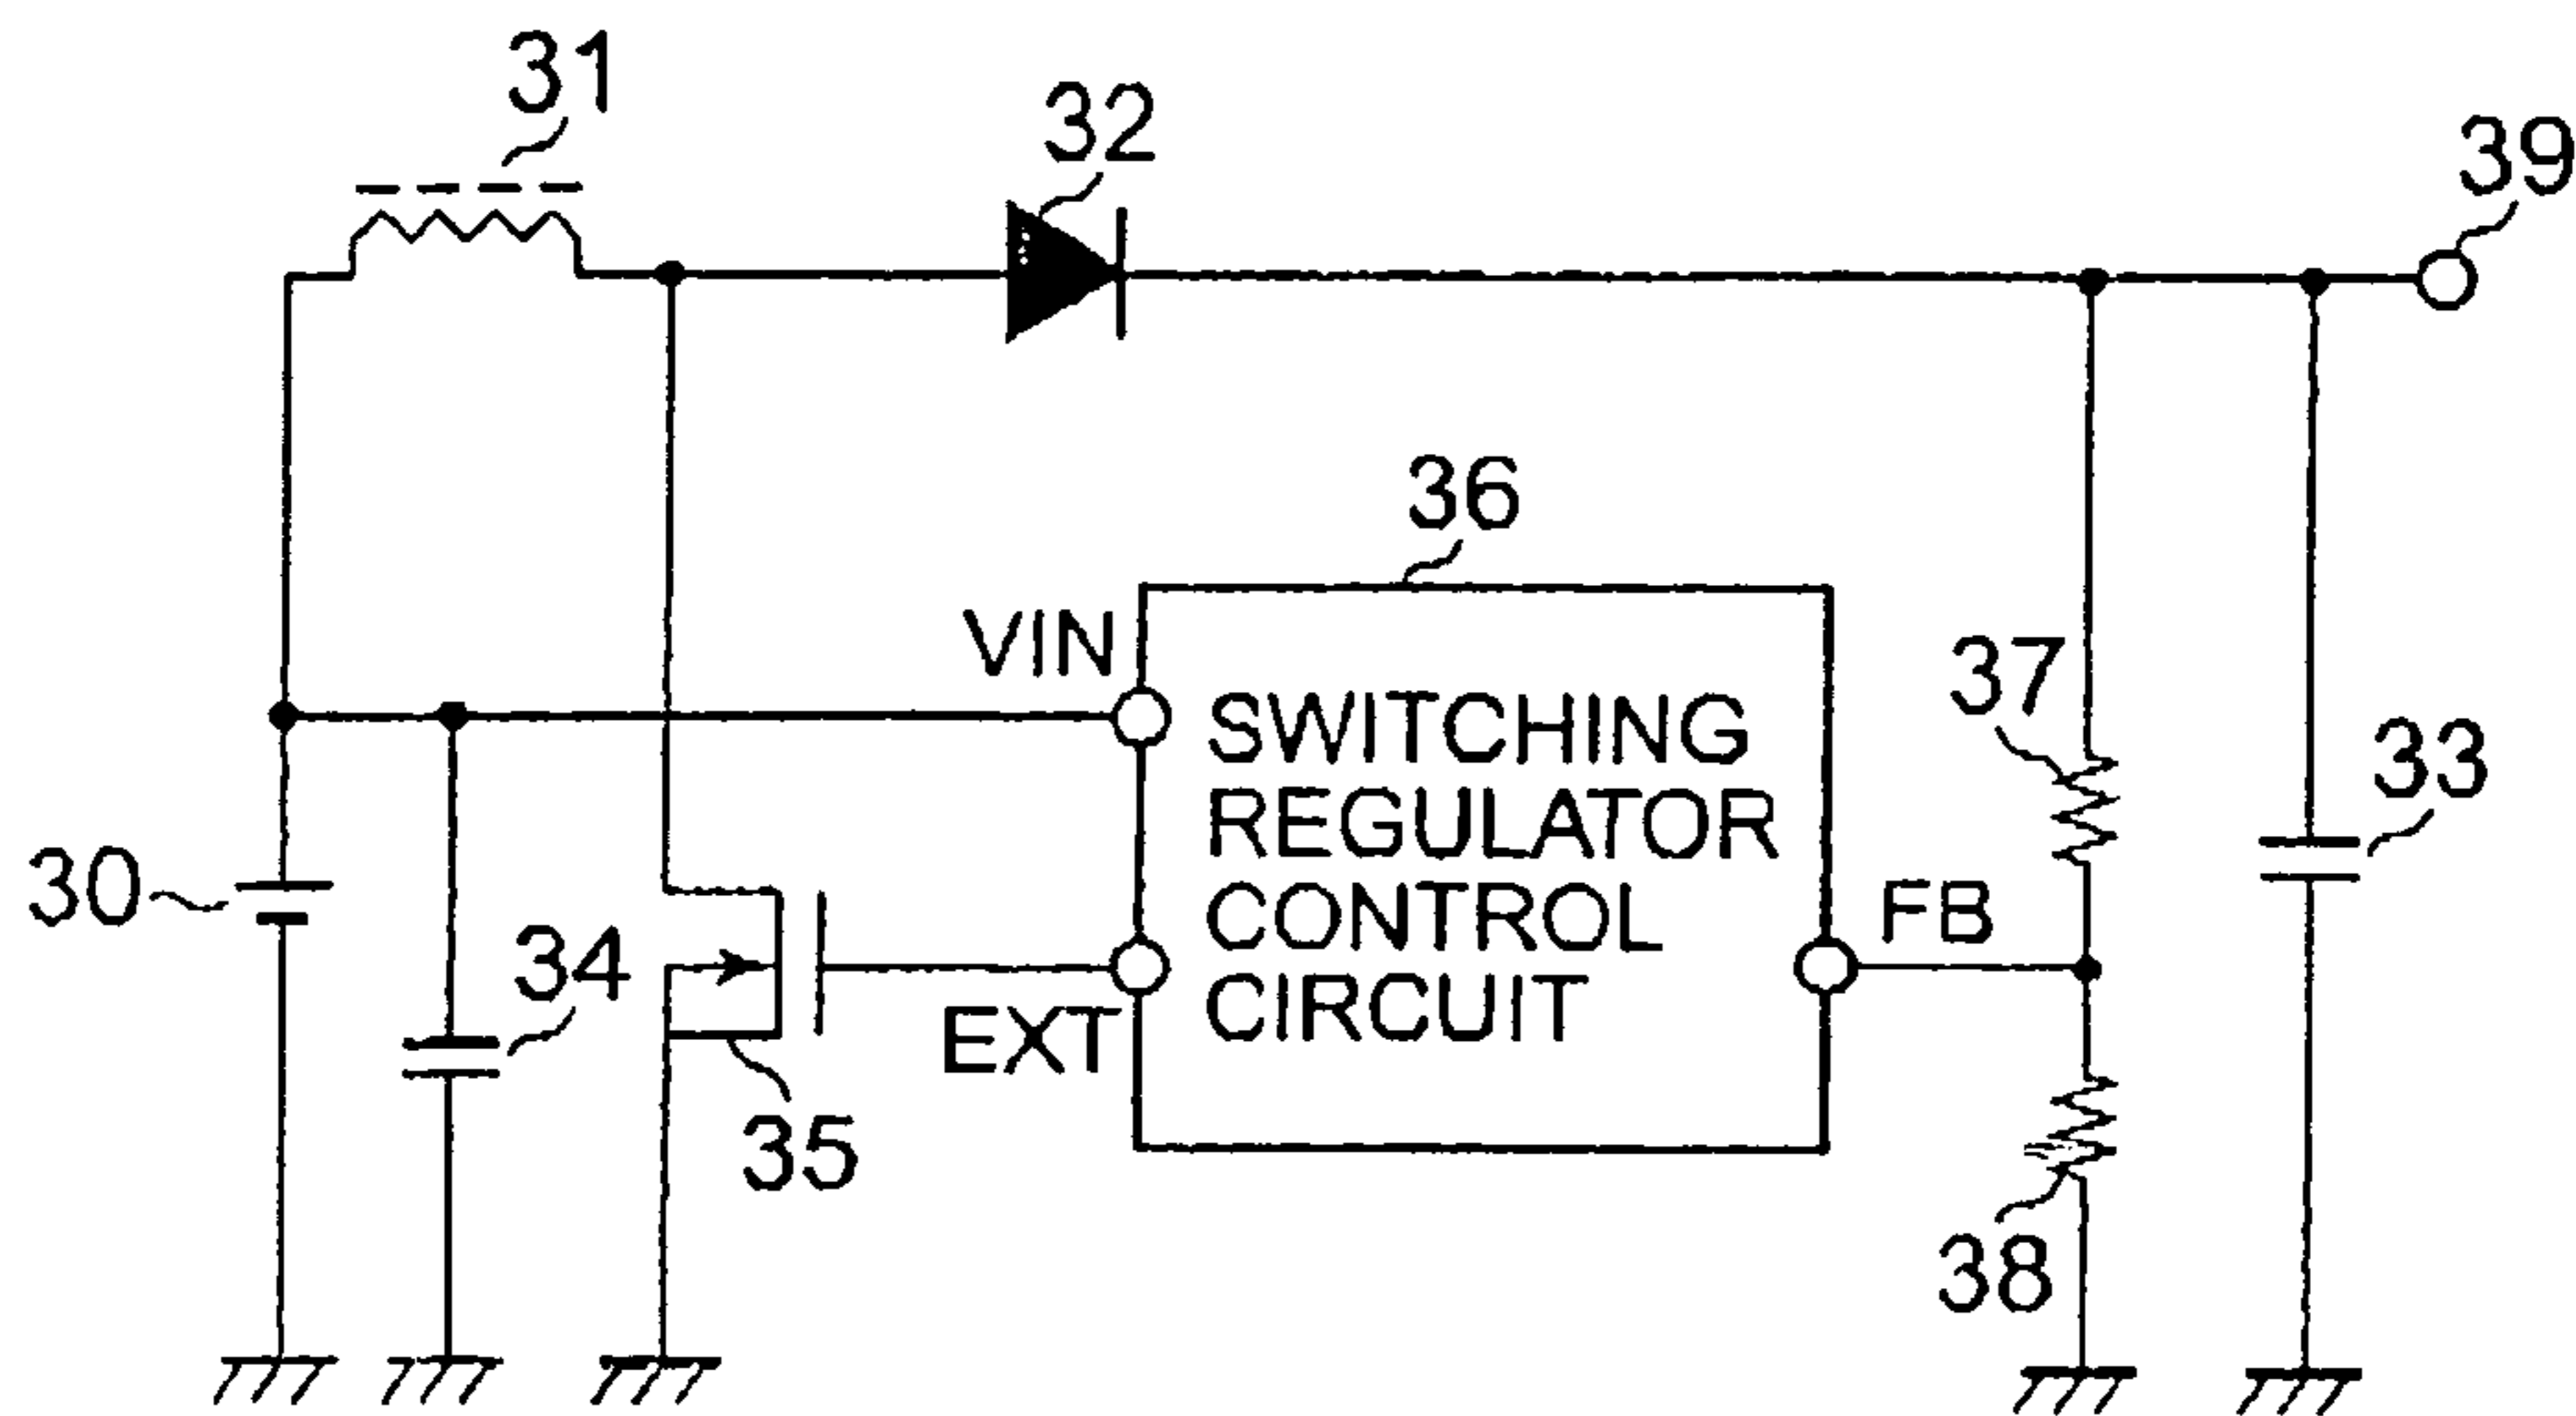 31
32
39
36
VIN
SWITCHING
REGULATOR
CONTROL
CIRCUIT
37
33
30
34
FB
EXT
35
38